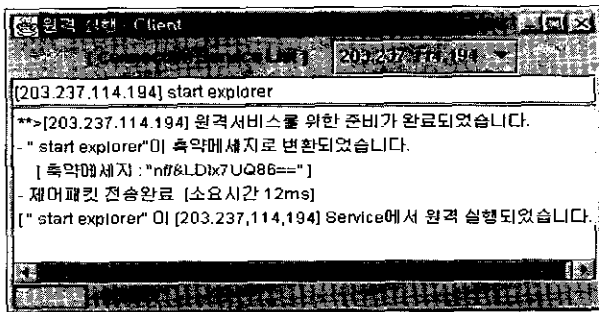 원격 실행 - Client
203.237.114.194
[203.237.114.194] start explorer
**>[203.237.114.194] 원격서비스를 위한 준비가 완료되었습니다.
- " start explorer"이 축약메세지로 변환되었습니다.
[ 축약메세지 : "nff&LDlx7UQ86==" ]
- 제어패킷 전송완료 [소요시간 12ms]
[" start explorer" 이 [203.237,114,194] Service에서 원격 실행되었습니다.